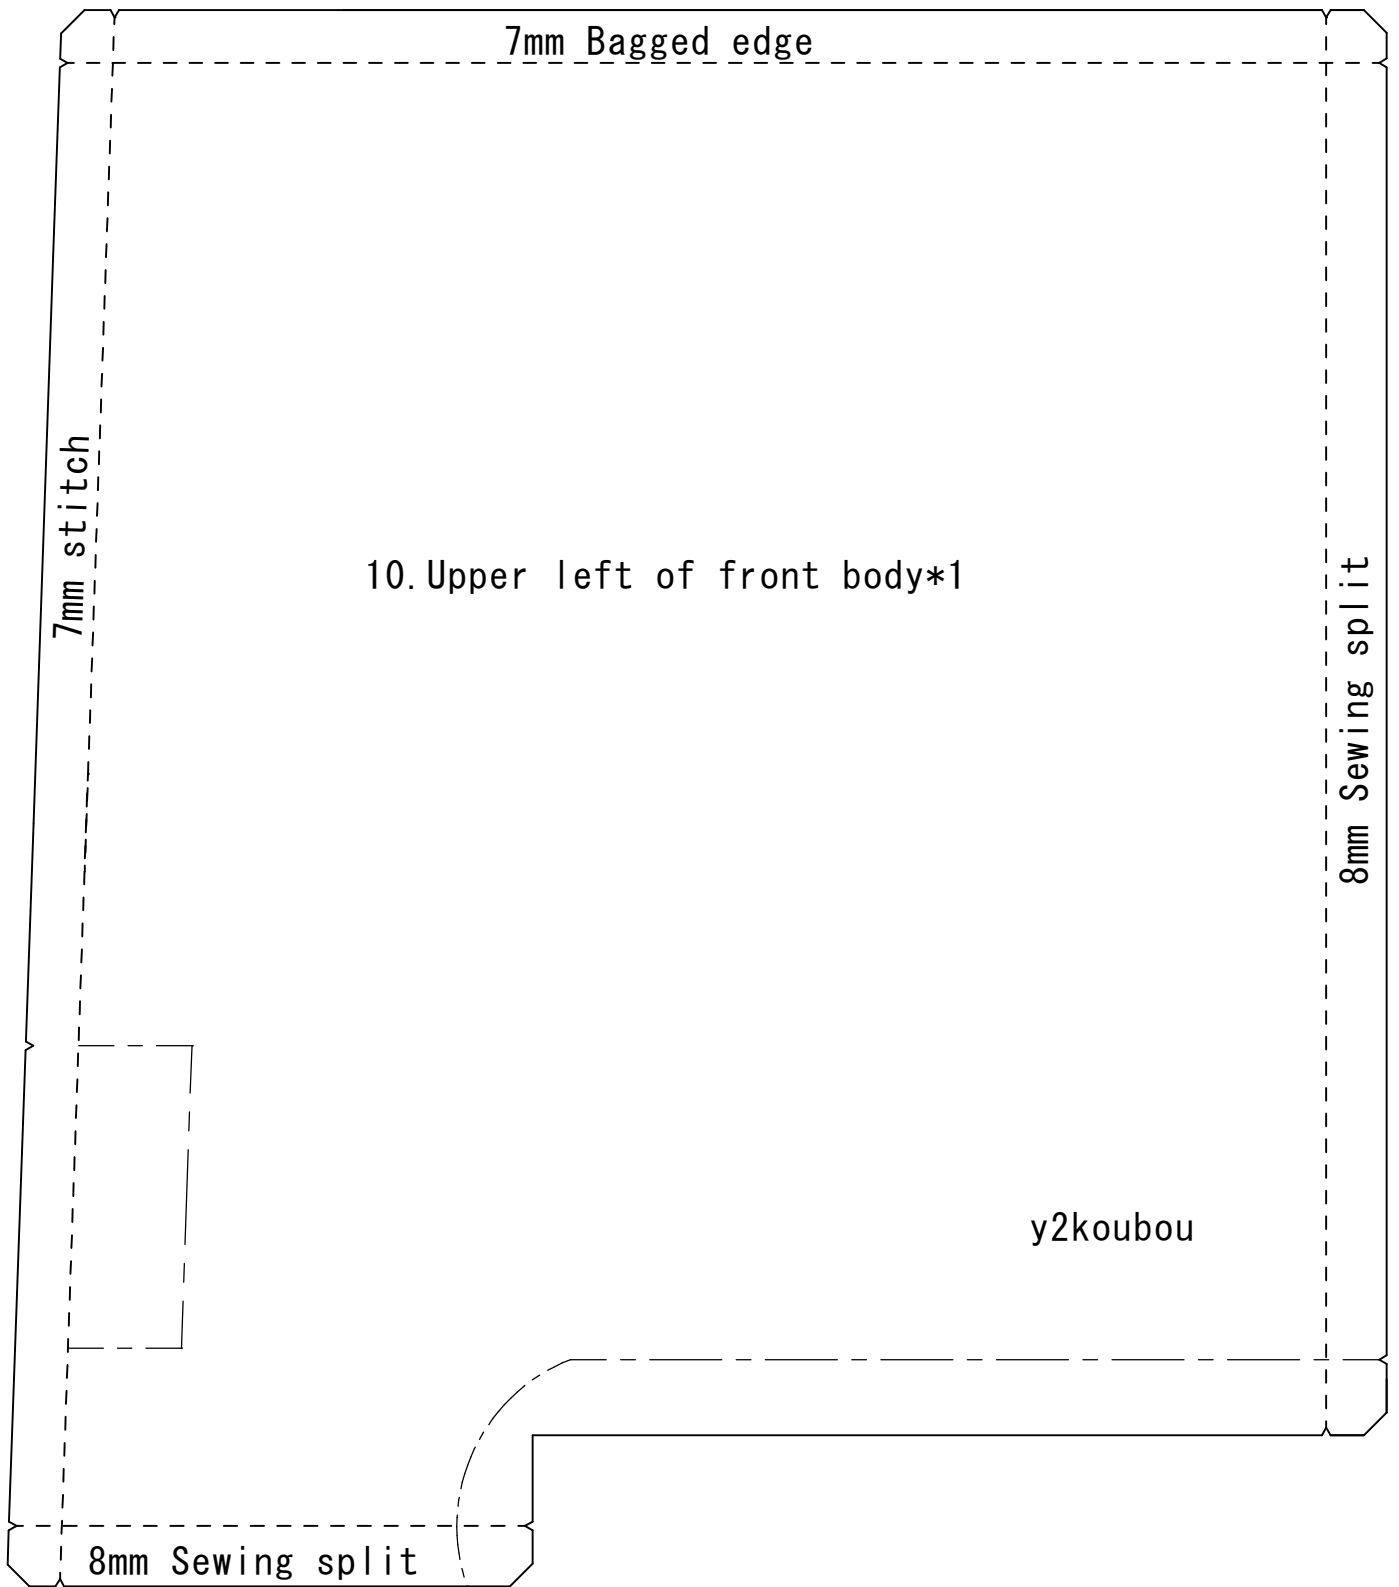 7mm Bagged edge
7mm stitch
10.Upper left of front body*1
8mm Sewing split
y2koubou
8mm Sewing split